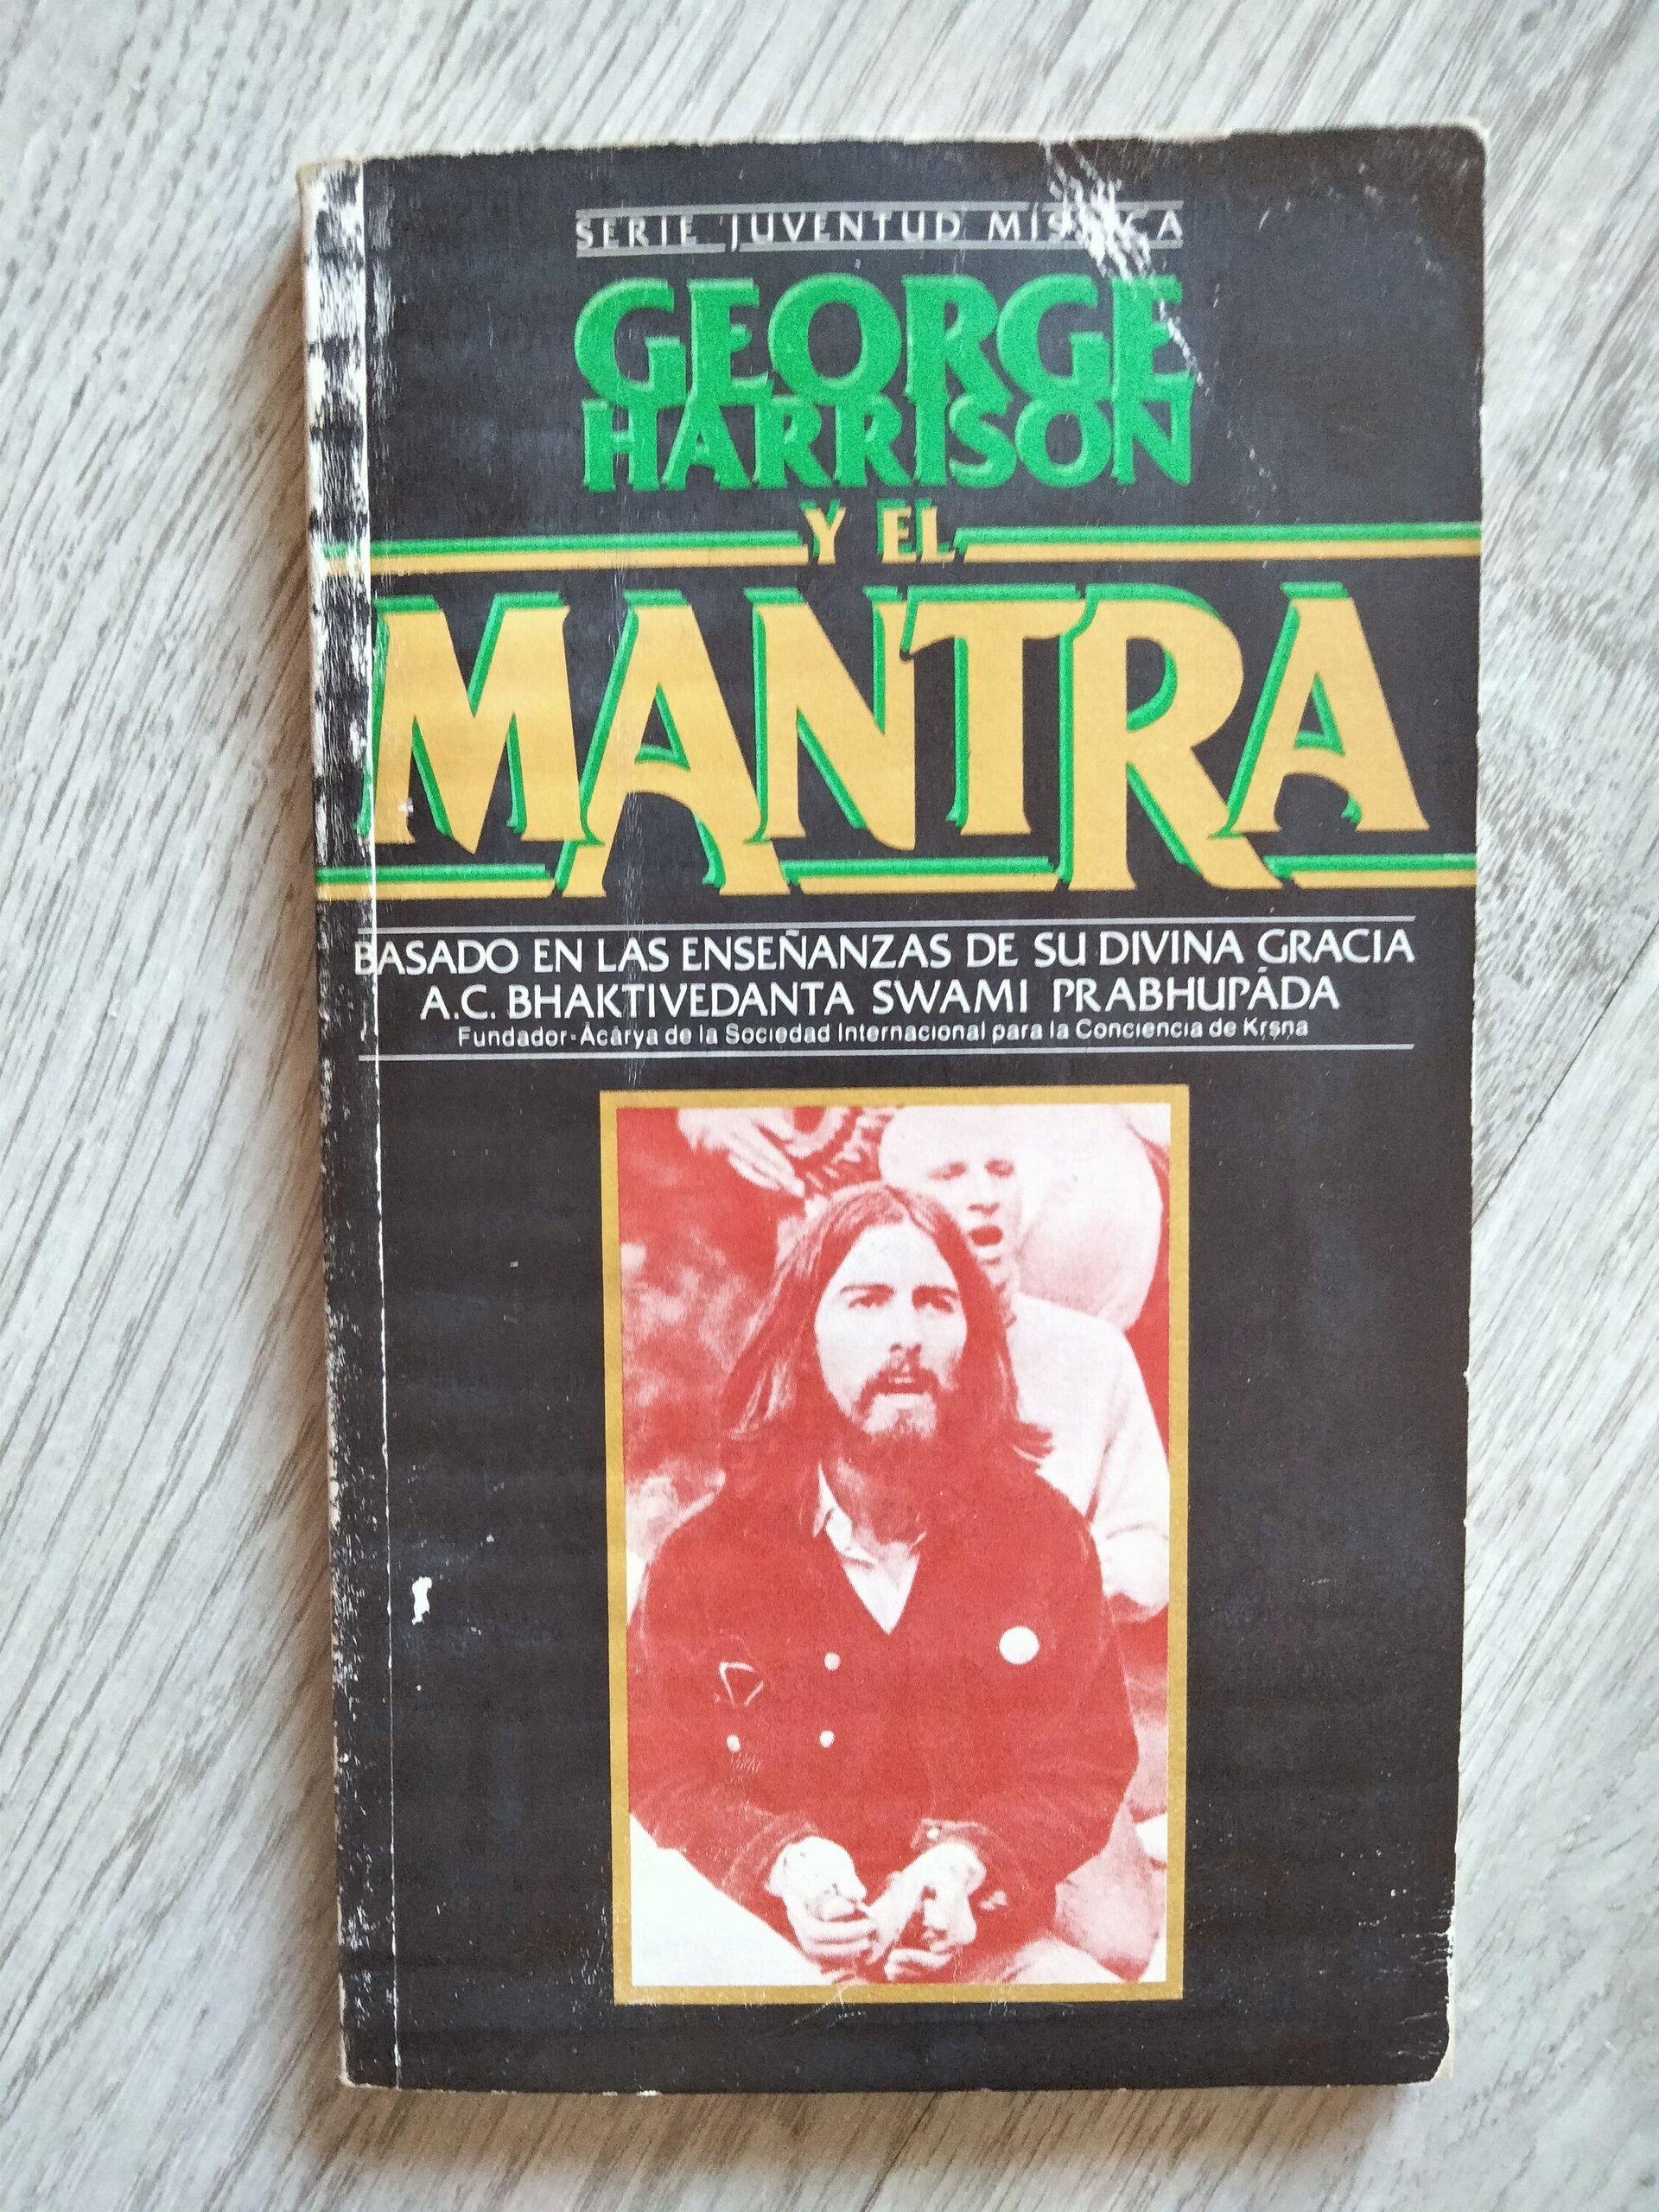 SERIE JUVENTUD MÍSTICA
GEORGE
HARRISON
Y EL
MANTRA
BASADO EN LAS ENSEÑANZAS DE SU DIVINA GRACIA
A.C. BHAKTIVEDANTA SWAMI PRABHUPĀDA
Fundador-Ācārya de la Sociedad Internacional para la Conciencia de Kṛṣṇa